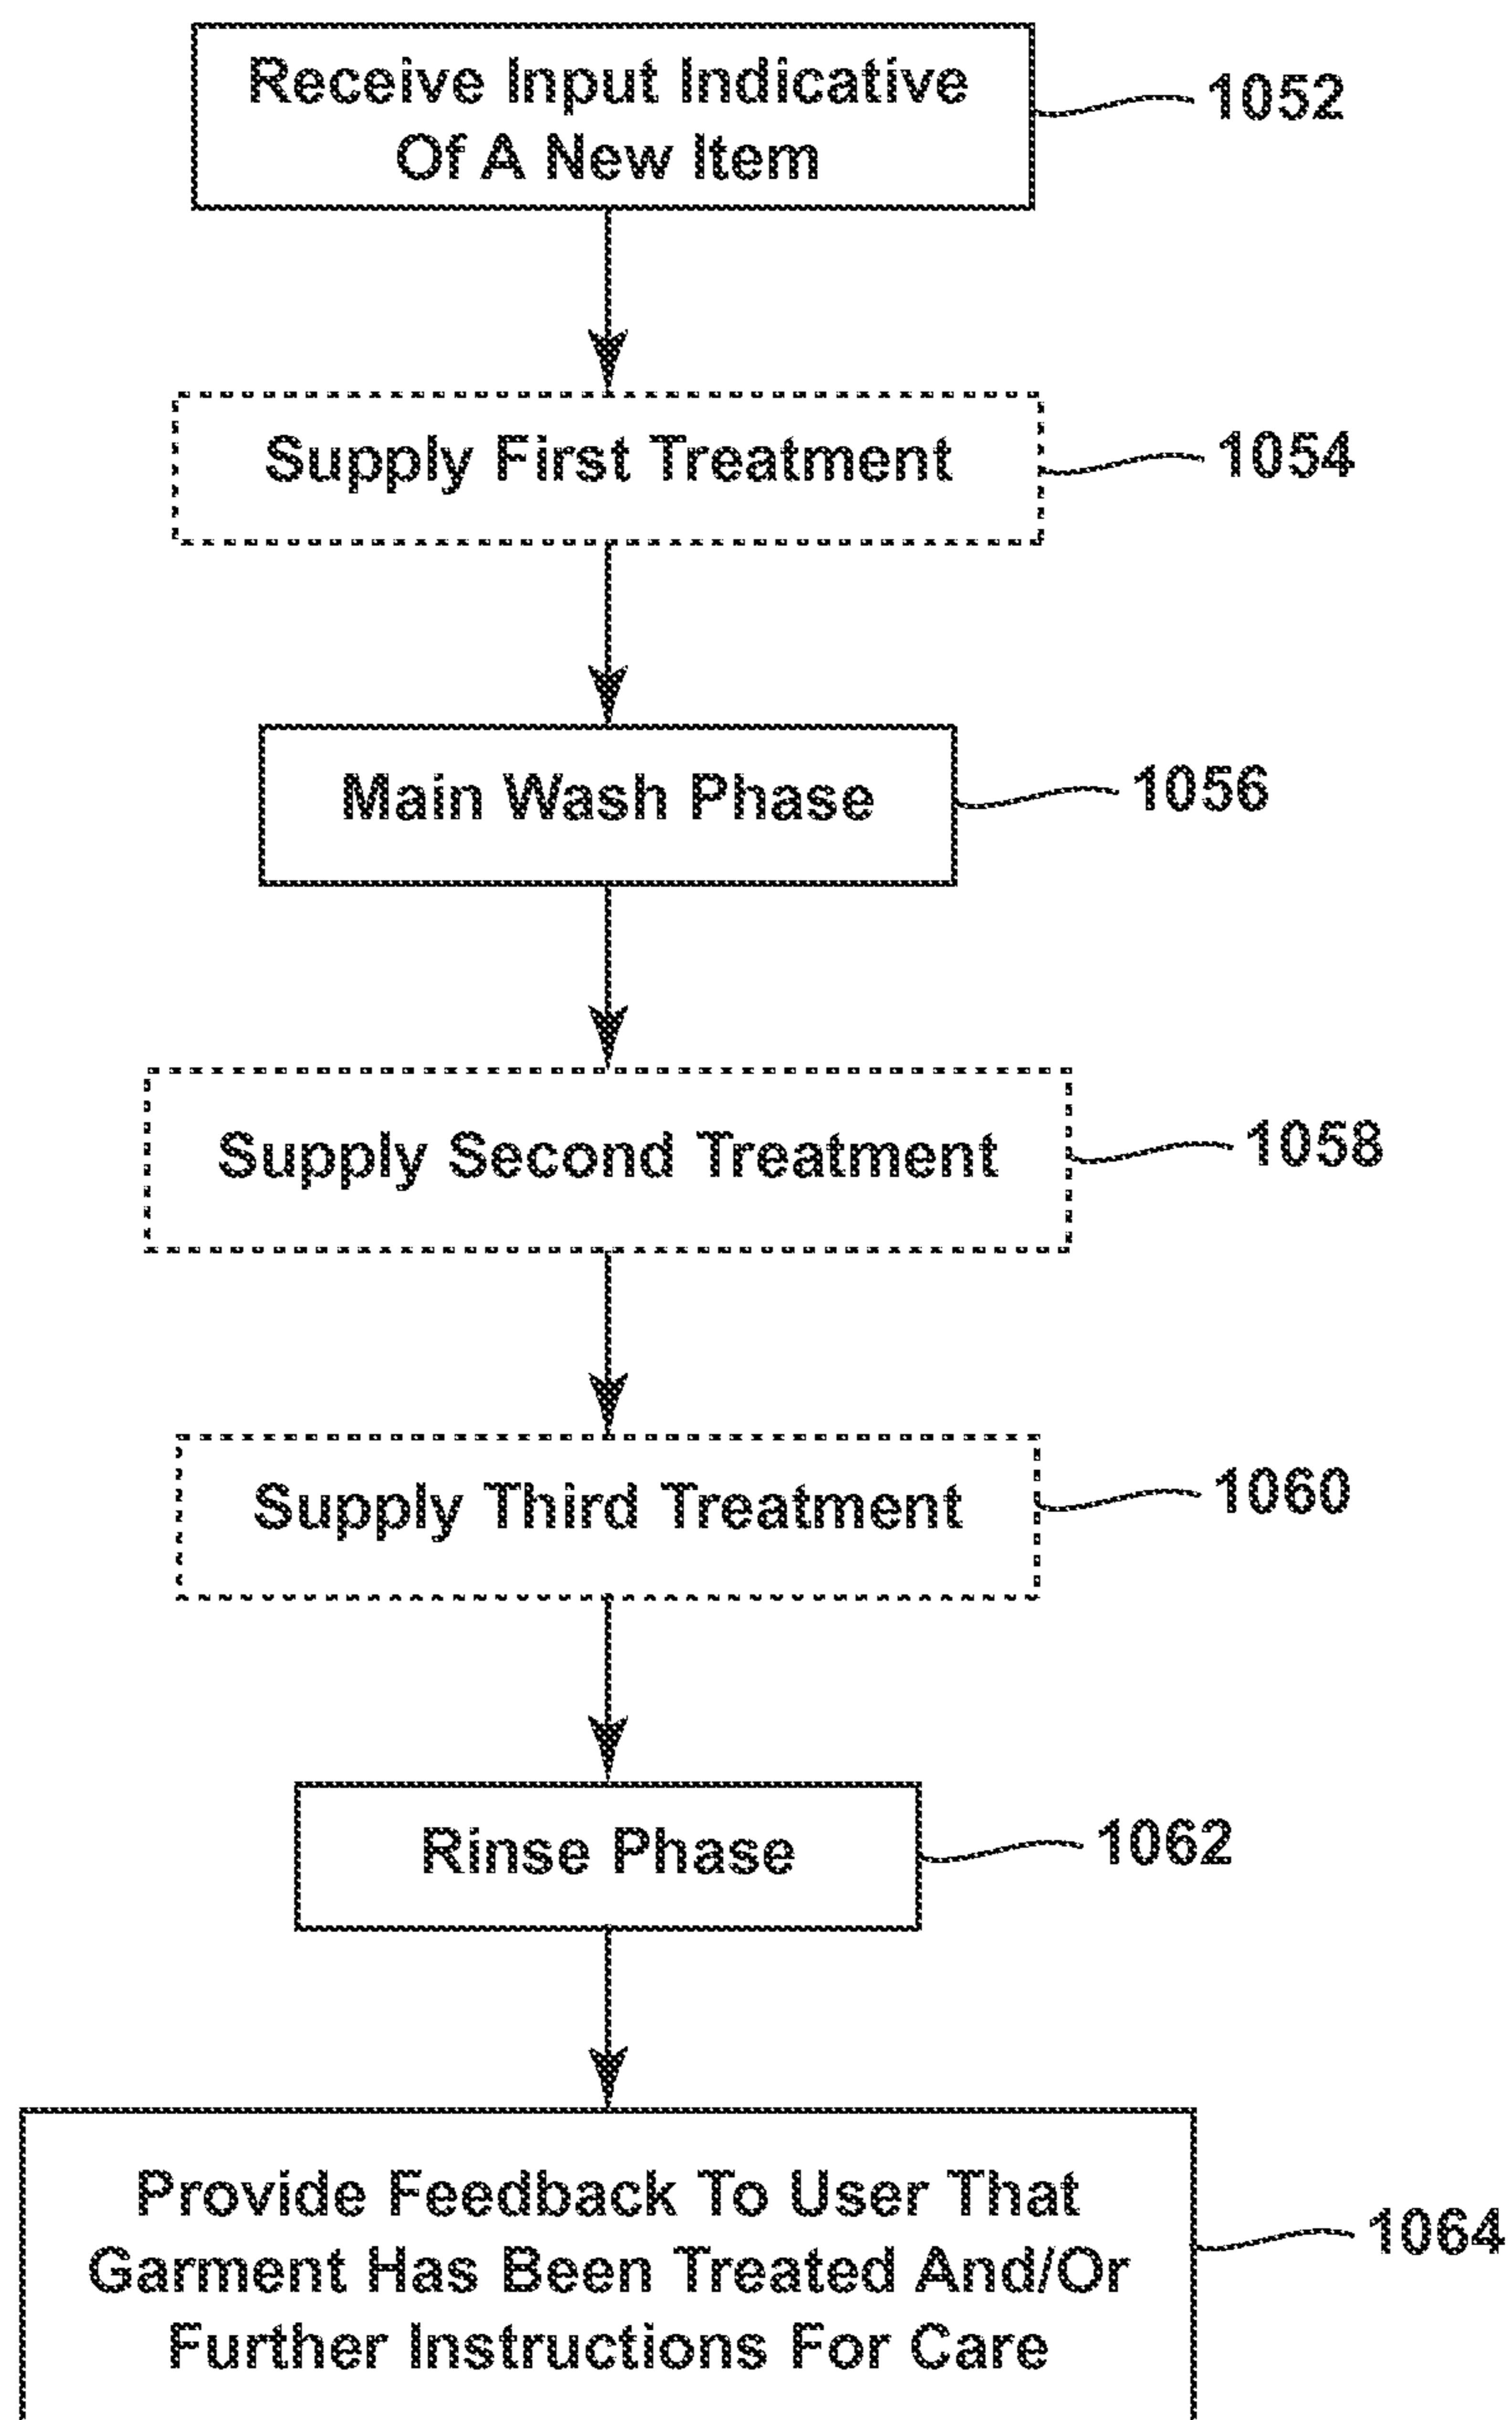 Receive Input Indicative
Of A New Item
1052
Supply First Treatment
1054
Main Wash Phase
1056
Supply Second Treatment
1058
Supply Third Treatment
1060
Rinse Phase
1062
Provide Feedback To User That
Garment Has Been Treated And/Or
Further Instructions For Care
1064